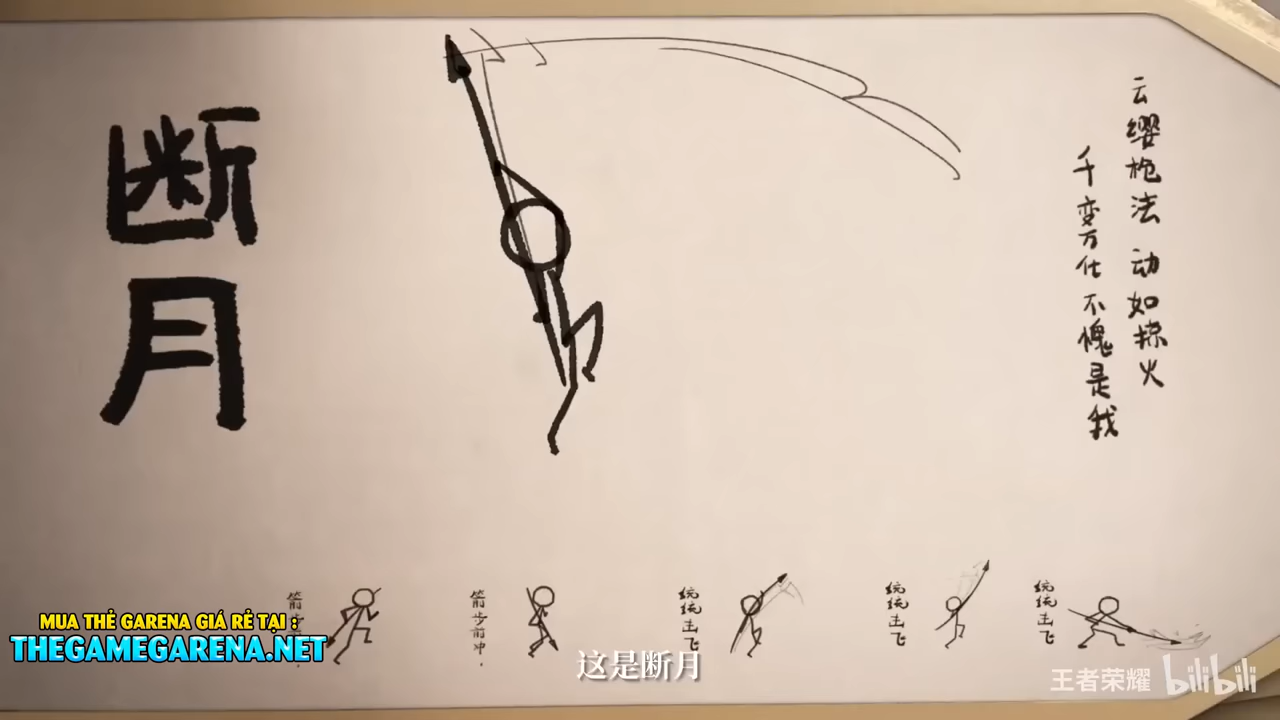 断月
云缨枪法 动如掠火
千变万化 不愧是我
箭步前冲,
统统击飞
统统击飞
统统击飞
MUA THẺ GARENA GIÁ RẺ TẠI :
THEGAMEGARENA.NET
这是断月
王者荣耀 bilibili